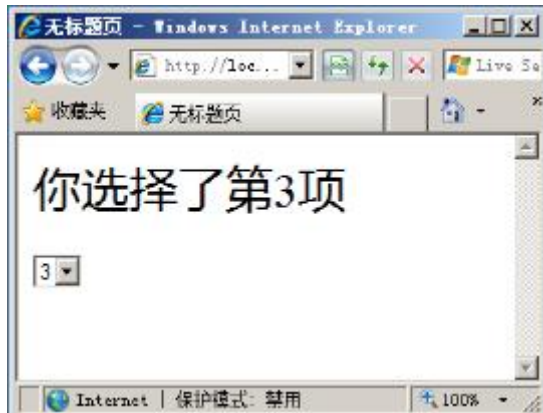 无标题页 - Windows Internet Explorer
http://loc... Live Se
收藏夹 无标题页
你选择了第3项
3
Internet | 保护模式: 禁用 100%